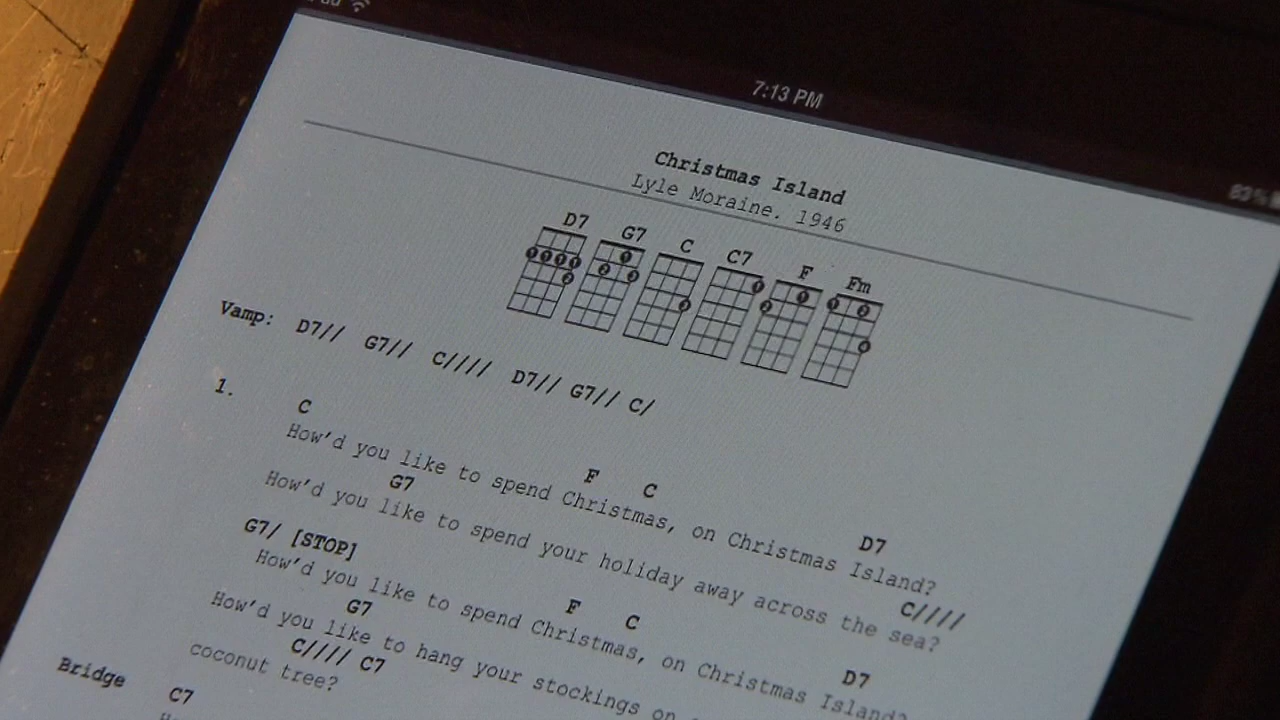 7:13 PM
83%
Christmas Island
Lyle Moraine. 1946
D7 G7 C C7 F Fm
Vamp: D7// G7// C//// D7// G7// C/
1.
C F C D7
How'd you like to spend Christmas, on Christmas Island?
G7 C////
How'd you like to spend your holiday away across the sea?
G7/ [STOP] F C D7
How'd you like to spend Christmas, on Christmas Island?
G7
How'd you like to hang your stockings on
C//// C7
coconut tree?
Bridge
C7